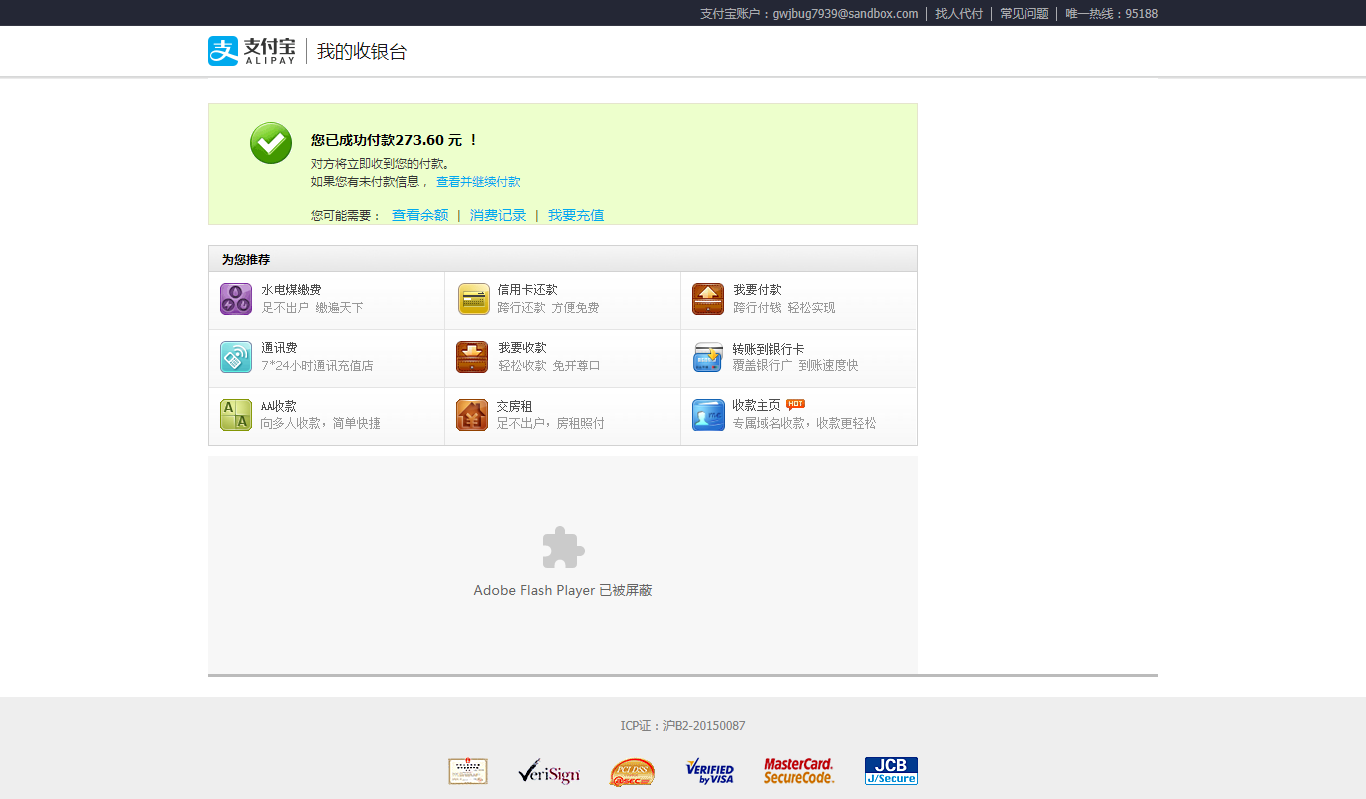 支付宝账户：gwjbug7939@sandbox.com | 找人代付 | 常见问题 | 唯一热线：95188
支付宝
ALIPAY
我的收银台
您已成功付款273.60 元 ！
对方将立即收到您的付款。
如果您有未付款信息， 查看并继续付款
您可能需要： 查看余额 | 消费记录 | 我要充值
为您推荐
水电煤缴费
足不出户 缴遍天下
信用卡还款
跨行还款 方便免费
我要付款
跨行付钱 轻松实现
通讯费
7*24小时通讯充值店
我要收款
轻松收款 免开尊口
转账到银行卡
覆盖银行广 到账速度快
AA收款
向多人收款，简单快捷
交房租
足不出户，房租照付
收款主页 HOT
专属域名收款，收款更轻松
Adobe Flash Player 已被屏蔽
ICP证：沪B2-20150087
VeriSign
PCI DSS
@SEC
VERIFIED
by VISA
MasterCard.
SecureCode.
JCB
J/Secure